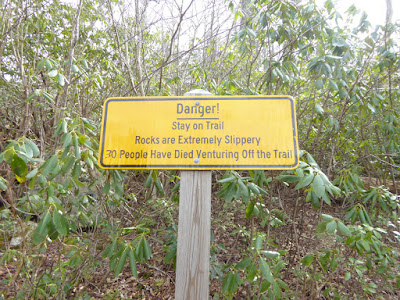 Danger!
Stay on Trail
Rocks are Extremely Slippery
30 People Have Died Venturing Off the Trail